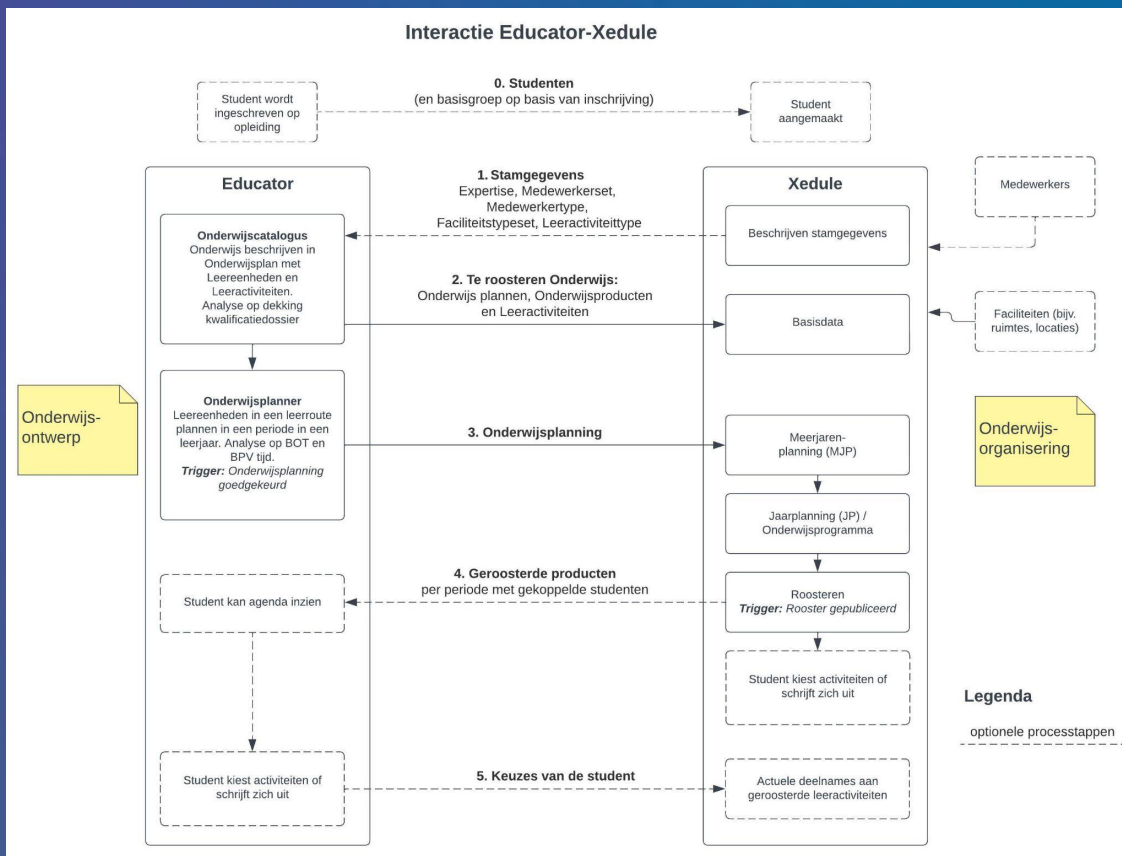 Interactie Educator-Xedule
0. Studenten
(en basisgroep op basis van inschrijving)
Student wordt
ingeschreven op
opleiding
Student
aangemaakt
Educator
1. Stamgegevens
Expertise, Medewerkerset,
Medewerkertype,
Faciliteitstypeset, Leeractiviteittype
Xedule
Medewerkers
Onderwijscatalogus
Onderwijs beschrijven in
Onderwijsplan met
Leereenheden en
Leeractiviteiten.
Analyse op dekking
kwalificatiedossier
Beschrijven stamgegevens
2. Te roosteren Onderwijs:
Onderwijs plannen, Onderwijsproducten
en Leeractiviteiten
Basisdata
Faciliteiten (bijv.
ruimtes, locaties)
Onderwijs-
ontwerp
Onderwijsplanner
Leereenheden in een leerroute
plannen in een periode in een
leerjaar. Analyse op BOT en
BPV tijd.
Trigger: Onderwijsplanning
goedgekeurd
3. Onderwijsplanning
Meerjaren-
planning (MJP)
Onderwijs-
organisering
Jaarplanning (JP) /
Onderwijsprogramma
4. Geroosterde producten
per periode met gekoppelde studenten
Student kan agenda inzien
Roosteren
Trigger: Rooster gepubliceerd
Student kiest activiteiten of
schrijft zich uit
Legenda
optionele processtappen
Student kiest activiteiten of
schrijft zich uit
5. Keuzes van de student
Actuele deelnames aan
geroosterde leeractiviteiten